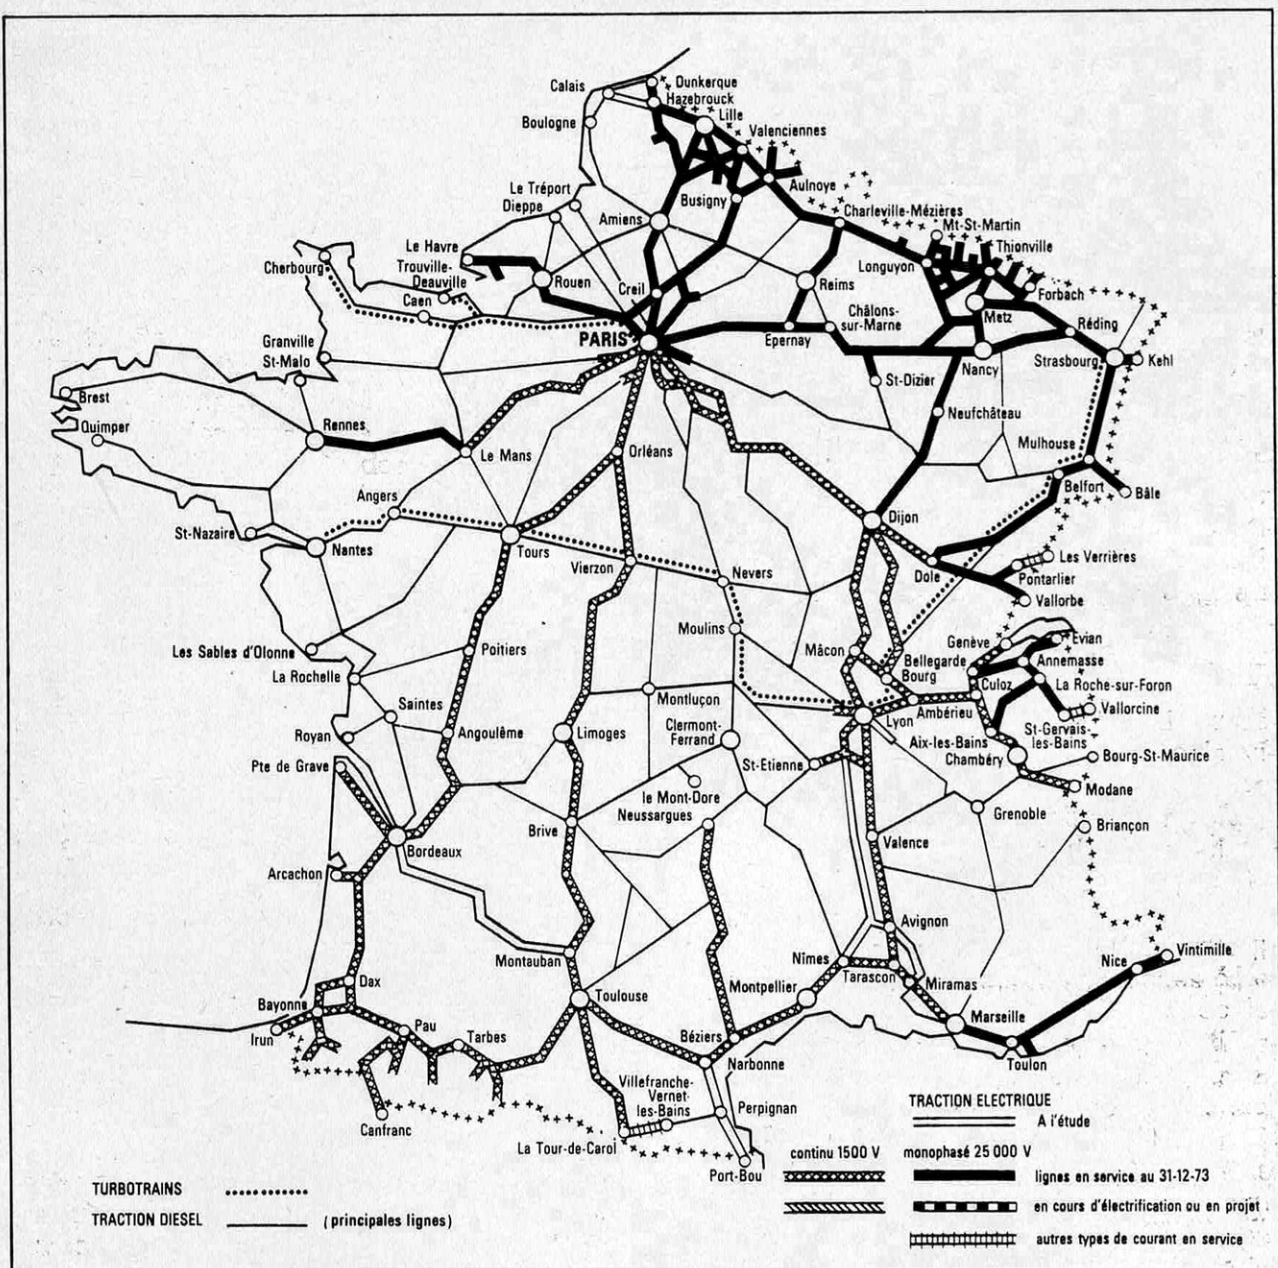 Calais
Dunkerque
Hazebrouck
Boulogne
Lille
Valenciennes
Le Tréport
Dieppe
Busigny
Aulnoye
Amiens
Charleville-Mézières
Mt-St-Martin
Thionville
Le Havre
Trouville-
Deauville
Cherbourg
Caen
Rouen
Creil
Reims
Longuyon
Forbach
Metz
Châlons-
sur-Marne
Réding
PARIS
Epernay
Granville
St-Malo
Nancy
Strasbourg
Kehl
St-Dizier
Brest
Neufchâteau
Quimper
Rennes
Le Mans
Orléans
Mulhouse
Belfort
Bâle
Angers
St-Nazaire
Nantes
Tours
Vierzon
Nevers
Dijon
Dole
Les Verrières
Pontarlier
Vallorbe
Moulins
Les Sables d'Olonne
Poitiers
Mâcon
Genève
Evian
Bellegarde
Annemasse
Bourg
La Rochelle
Culoz
La Roche-sur-Foron
Saintes
Montluçon
Ambérieu
Vallorcine
Royan
Angoulême
Limoges
Clermont-
Ferrand
Lyon
St-Gervais-
les-Bains
Aix-les-Bains
Chambéry
Bourg-St-Maurice
Pte de Grave
St-Etienne
Modane
le Mont-Dore
Neussargues
Grenoble
Briançon
Brive
Valence
Bordeaux
Arcachon
Avignon
Montauban
Nîmes
Tarascon
Nice
Vintimille
Dax
Miramas
Bayonne
Toulouse
Montpellier
Marseille
Irun
Pau
Tarbes
Béziers
Narbonne
Toulon
Villefranche-
Vernet-
les-Bains
Perpignan
Canfranc
La Tour-de-Carol
Port-Bou
TRACTION ELECTRIQUE
A l'étude
continu 1500 V
monophasé 25 000 V
lignes en service au 31-12-73
en cours d'électrification ou en projet
autres types de courant en service
TURBOTRAINS
TRACTION DIESEL
(principales lignes)